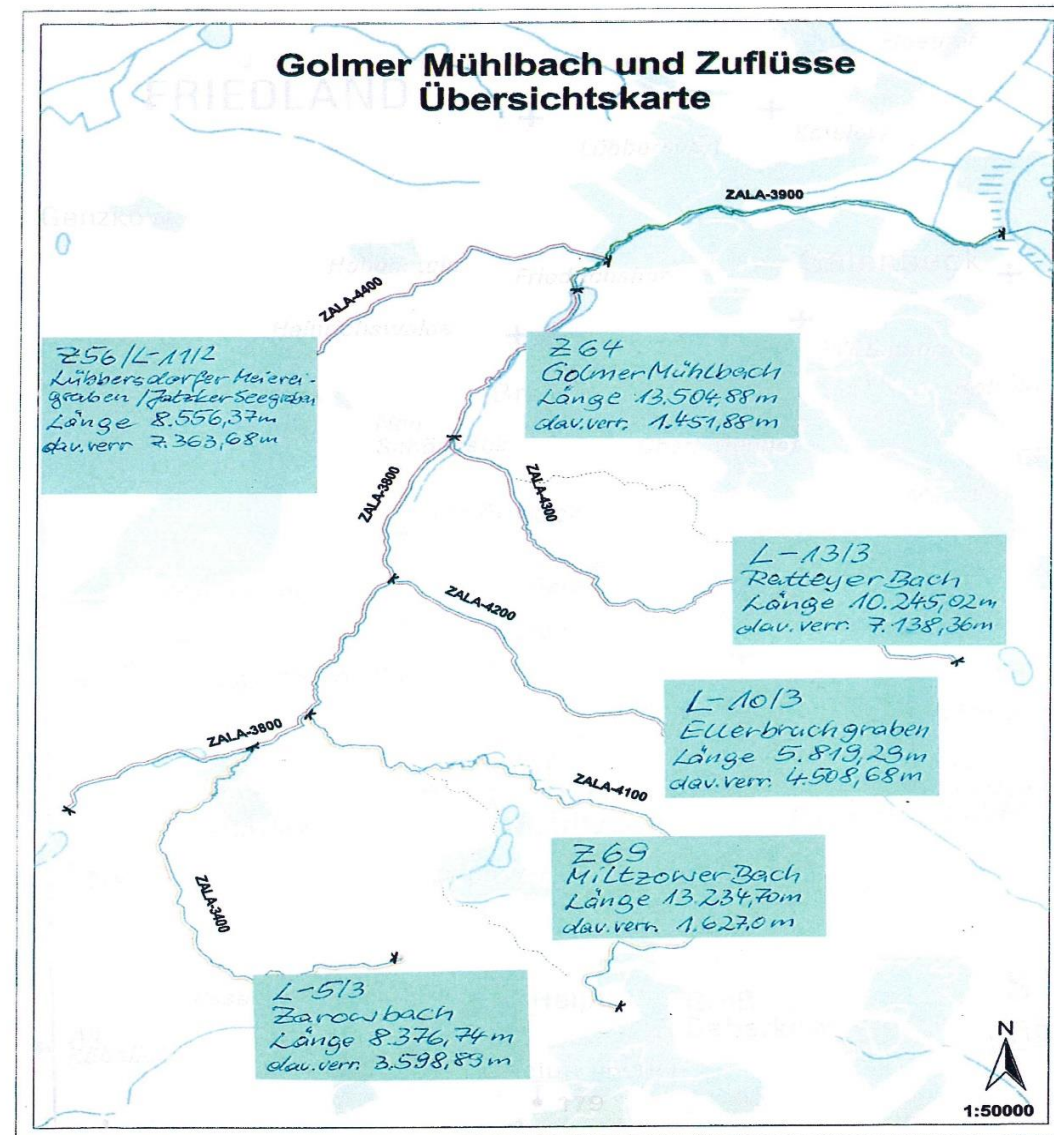 Golmer Mühlbach und Zuflüsse
Übersichtskarte
FRIEDLAND
ZALA-3900
ZALA-4400
Z56/L-11/2
Lübbersdorfer Meierei-
graben/Jatzker Seegraben
Länge 8.556,37m
dav.verr 7.363,68m
Z64
Golmer Mühlbach
Länge 13.504,88m
dav.verr. 1.451,88m
ZALA-3800
ZALA-4300
L-13/3
Ratteyer Bach
Länge 10.245,02m
dav.verr. 7.138,36m
ZALA-4200
L-10/3
Ellerbruchgraben
Länge 5.819,29m
dav.verr. 4.508,68m
ZALA-3800
ZALA-4100
Z69
Miltzower Bach
Länge 13.234,70m
dav.verr. 1.627,0m
ZALA-3400
L-5/3
Zarowbach
Länge 8.376,74m
dav.verr. 3.598,89m
179
N
1:50000